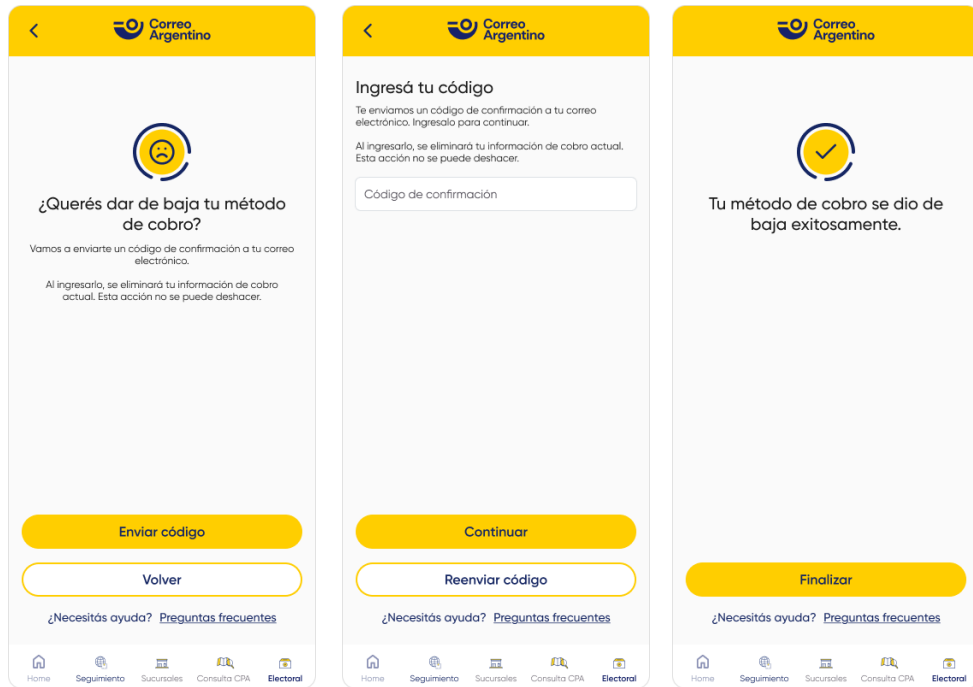 Correo
Argentino
¿Querés dar de baja tu método
de cobro?
Vamos a enviarte un código de confirmación a tu correo
electrónico.
Al ingresarlo, se eliminará tu información de cobro
actual. Esta acción no se puede deshacer.
Enviar código
Volver
¿Necesitás ayuda? Preguntas frecuentes
Home Seguimiento Sucursales Consulta CPA Electoral
Correo
Argentino
Ingresá tu código
Te enviamos un código de confirmación a tu correo
electrónico. Ingresalo para continuar.
Al ingresarlo, se eliminará tu información de cobro actual.
Esta acción no se puede deshacer.
Código de confirmación
Continuar
Reenviar código
¿Necesitás ayuda? Preguntas frecuentes
Home Seguimiento Sucursales Consulta CPA Electoral
Correo
Argentino
Tu método de cobro se dio de
baja exitosamente.
Finalizar
¿Necesitás ayuda? Preguntas frecuentes
Home Seguimiento Sucursales Consulta CPA Electoral